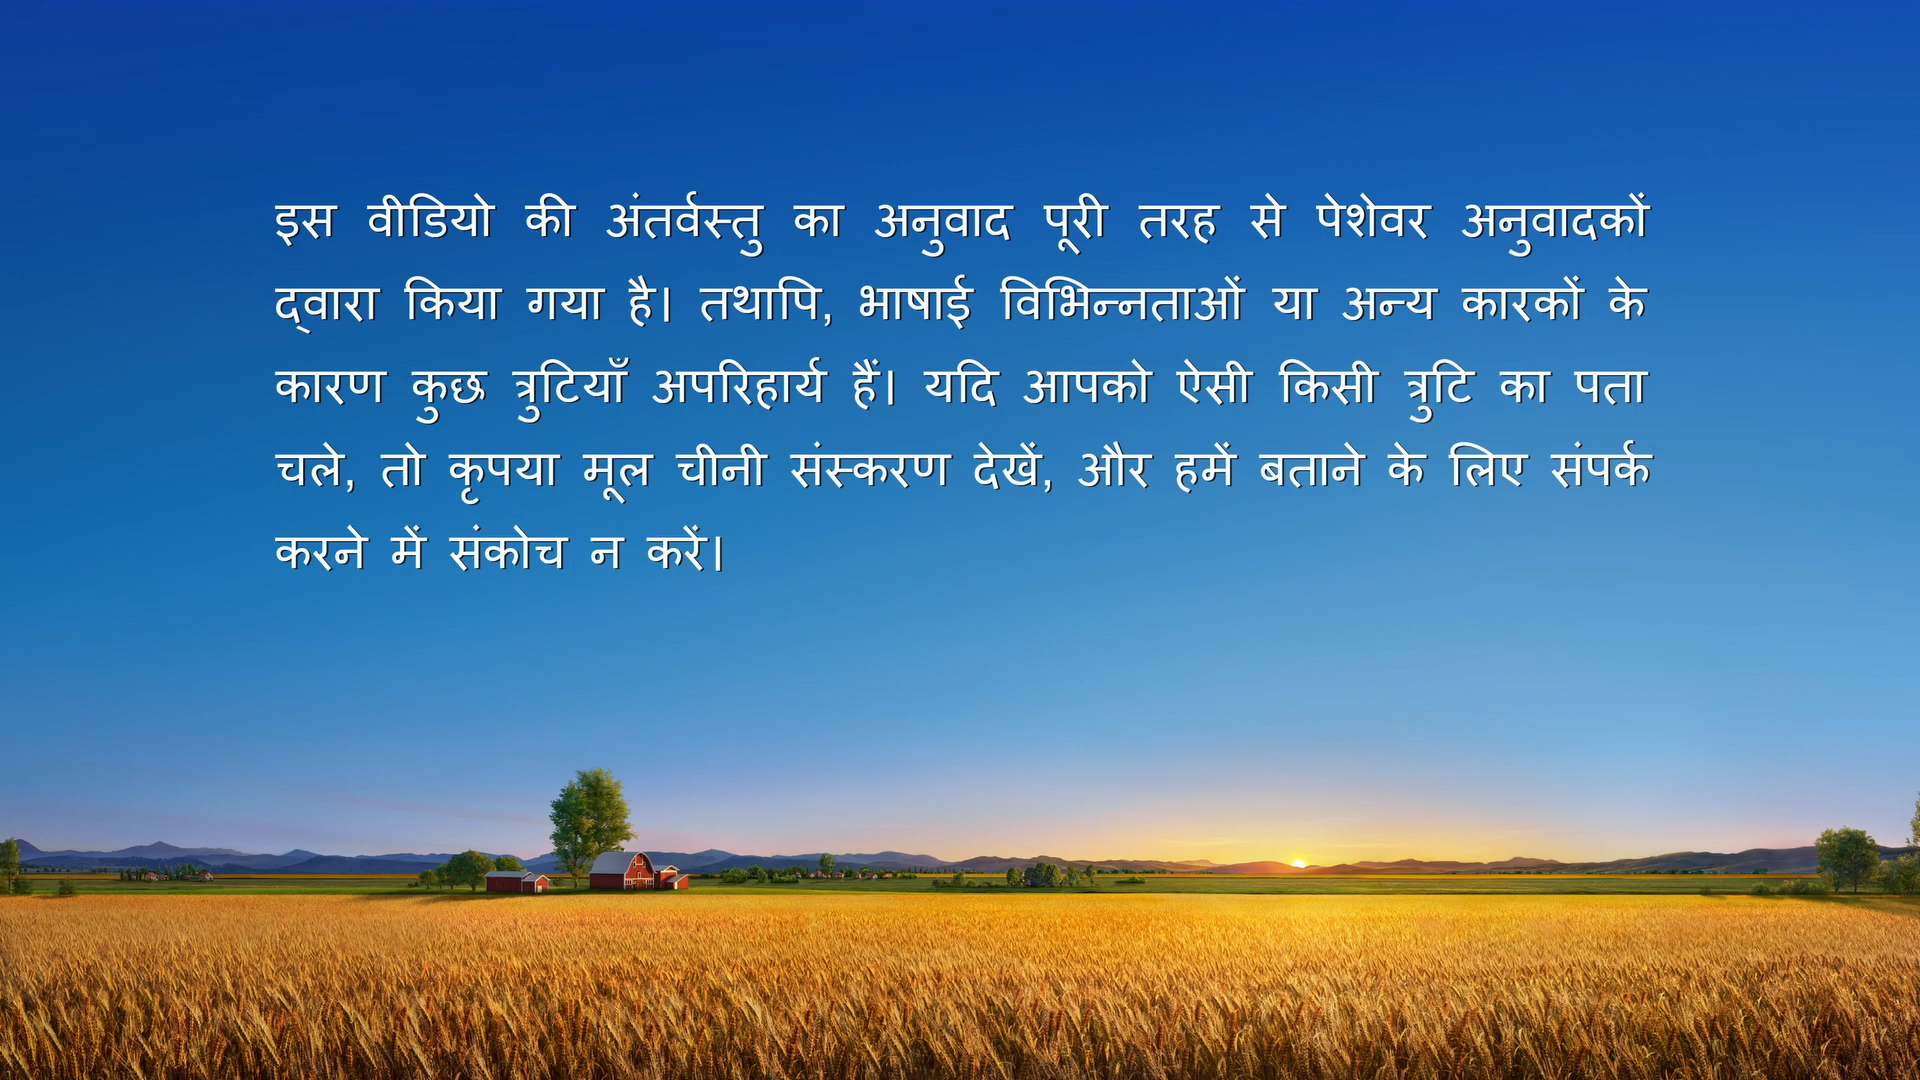 इस वीडियो की अंतर्वस्तु का अनुवाद पूरी तरह से पेशेवर अनुवादकों
द्वारा किया गया है। तथापि, भाषाई विभिन्नताओं या अन्य कारकों के
कारण कुछ त्रुटियाँ अपरिहार्य हैं। यदि आपको ऐसी किसी त्रुटि का पता
चले, तो कृपया मूल चीनी संस्करण देखें, और हमें बताने के लिए संपर्क
करने में संकोच न करें।